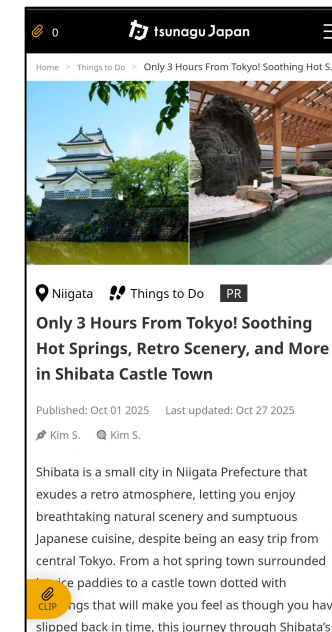 0
tsunagu Japan
Home > Things to Do > Only 3 Hours From Tokyo! Soothing Hot S..
Niigata Things to Do PR
Only 3 Hours From Tokyo! Soothing
Hot Springs, Retro Scenery, and More
in Shibata Castle Town
Published: Oct 01 2025 Last updated: Oct 27 2025
Kim S. Kim S.
Shibata is a small city in Niigata Prefecture that
exudes a retro atmosphere, letting you enjoy
breathtaking natural scenery and sumptuous
Japanese cuisine, despite being an easy trip from
central Tokyo. From a hot spring town surrounded
rice paddies to a castle town dotted with
ngs that will make you feel as though you hav
slipped back in time, this journey through Shibata's
CLIP